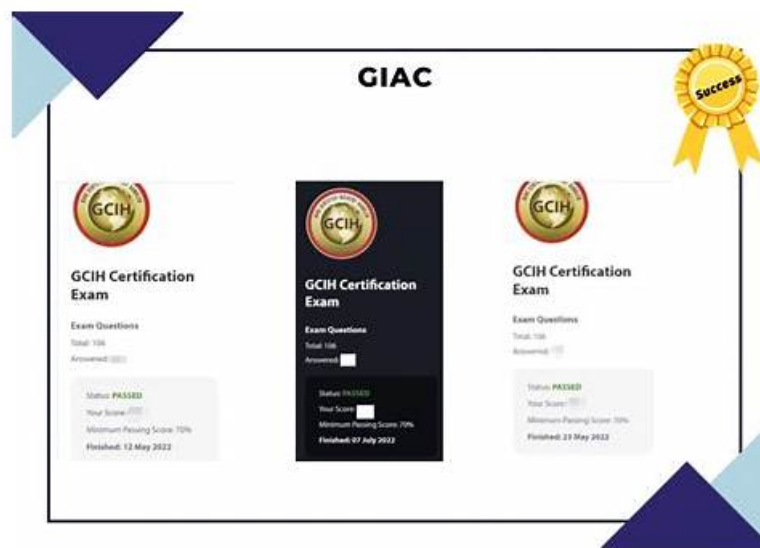 GIAC
Success
GCIH
GCIH Certification
Exam
Exam Questions
Total: 106
Answered:
Status: PASSED
Your Score:
Minimum Passing Score: 70%
Finished: 12 May 2022
GCIH
GCIH Certification
Exam
Exam Questions
Total: 106
Answered:
Status: PASSED
Your Score:
Minimum Passing Score: 70%
Finished: 07 July 2022
GCIH
GCIH Certification
Exam
Exam Questions
Total: 106
Answered:
Status: PASSED
Your Score:
Minimum Passing Score: 70%
Finished: 23 May 2022